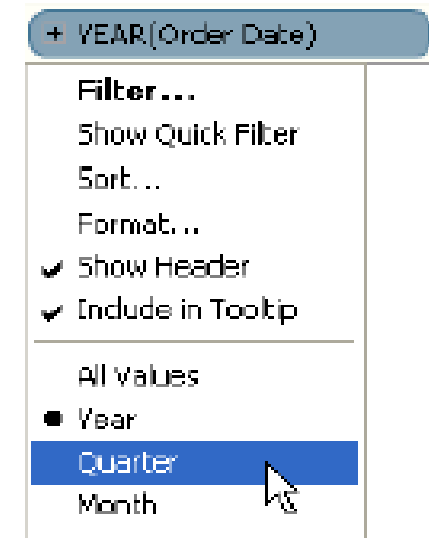 + YEAR(Order Date)
Filter...
Show Quick Filter
Sort...
Format...
Show Header
Include in Tooltip
All Values
Year
Quarter
Month